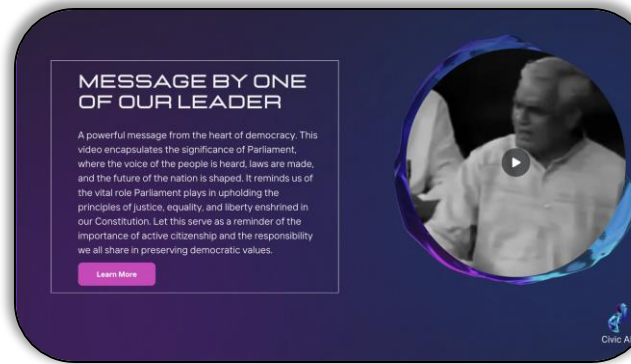 MESSAGE BY ONE
OF OUR LEADER
A powerful message from the heart of democracy. This
video encapsulates the significance of Parliament,
where the voice of the people is heard, laws are made,
and the future of the nation is shaped. It reminds us of
the vital role Parliament plays in upholding the
principles of justice, equality, and liberty enshrined in
our Constitution. Let this serve as a reminder of the
importance of active citizenship and the responsibility
we all share in preserving democratic values.
Learn More
Civic